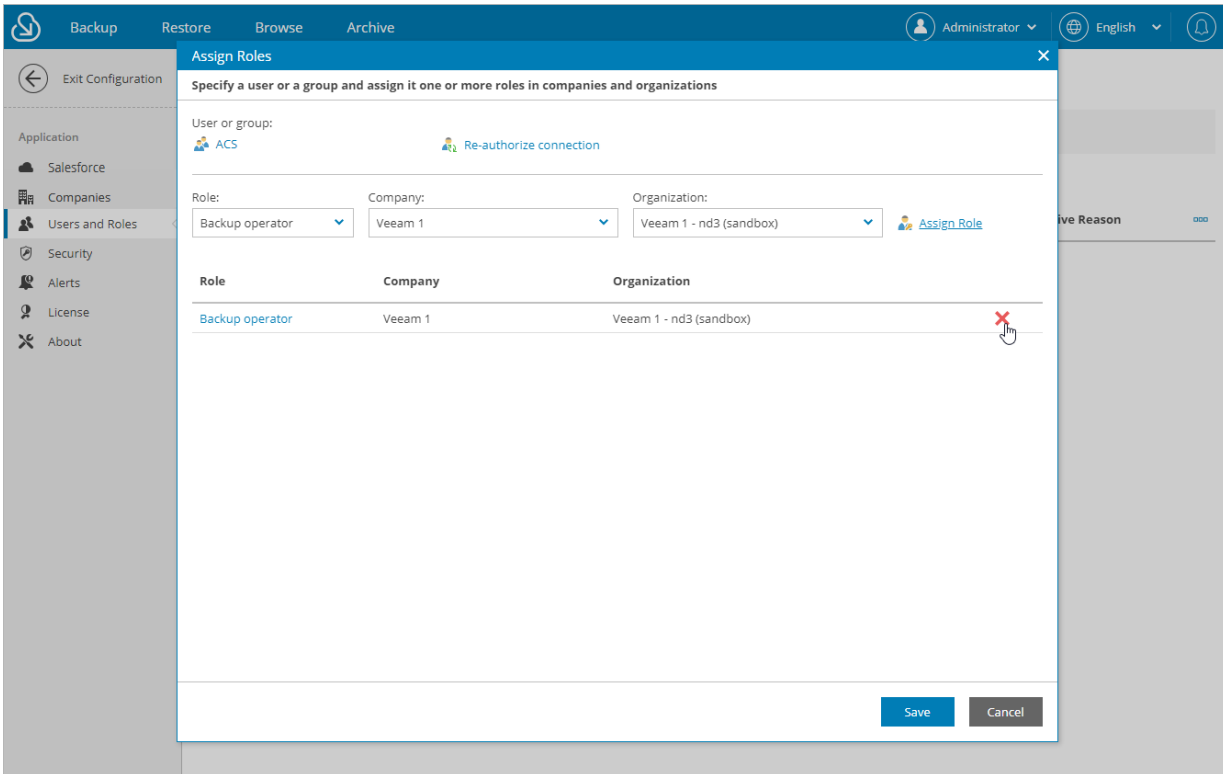 Backup Restore Browse Archive Administrator English
Assign Roles
Exit Configuration
Specify a user or a group and assign it one or more roles in companies and organizations
User or group:
ACS Re-authorize connection
Application
Salesforce
Companies
Users and Roles
Security
Alerts
License
About
Role: Company: Organization:
Backup operator Veeam 1 Veeam 1 - nd3 (sandbox) Assign Role
ive Reason
Role Company Organization
Backup operator Veeam 1 Veeam 1 - nd3 (sandbox)
Save Cancel